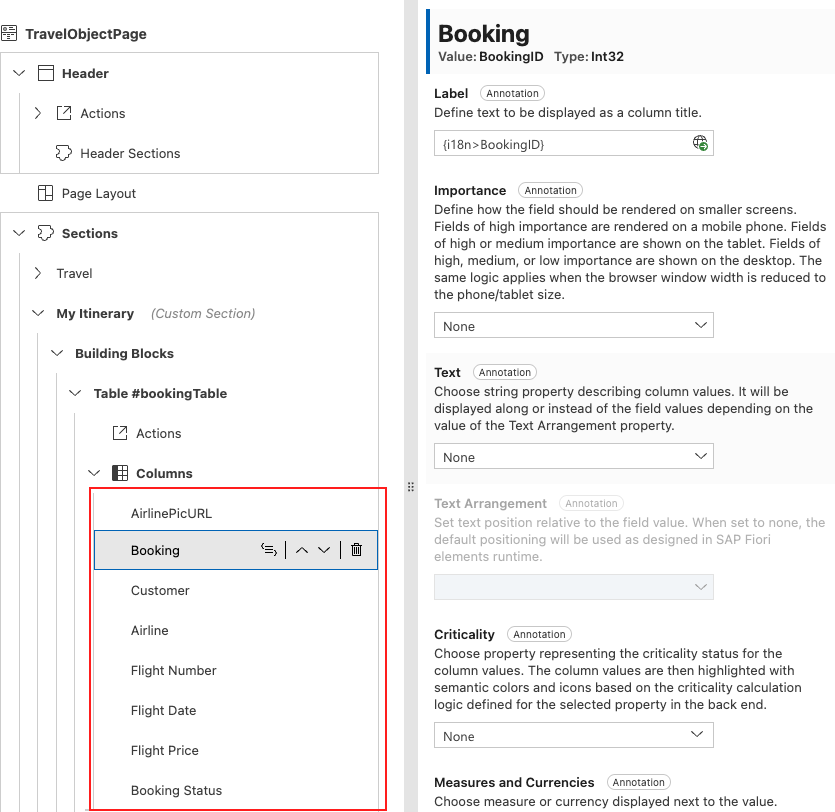 TravelObjectPage
Header
Actions
Header Sections
Page Layout
Sections
Travel
My Itinerary (Custom Section)
Building Blocks
Table #bookingTable
Actions
Columns
AirlinePicURL
Booking
Customer
Airline
Flight Number
Flight Date
Flight Price
Booking Status
Booking
Value: BookingID Type: Int32
Label Annotation
Define text to be displayed as a column title.
{i18n>BookingID}
Importance Annotation
Define how the field should be rendered on smaller screens.
Fields of high importance are rendered on a mobile phone. Fields
of high or medium importance are shown on the tablet. Fields of
high, medium, or low importance are shown on the desktop. The
same logic applies when the browser window width is reduced to
the phone/tablet size.
None
Text Annotation
Choose string property describing column values. It will be
displayed along or instead of the field values depending on the
value of the Text Arrangement property.
None
Text Arrangement Annotation
Set text position relative to the field value. When set to none, the
default positioning will be used as designed in SAP Fiori
elements runtime.
Criticality Annotation
Choose property representing the criticality status for the
column values. The column values are then highlighted with
semantic colors and icons based on the criticality calculation
logic defined for the selected property in the back end.
None
Measures and Currencies Annotation
Choose measure or currency displayed next to the value.